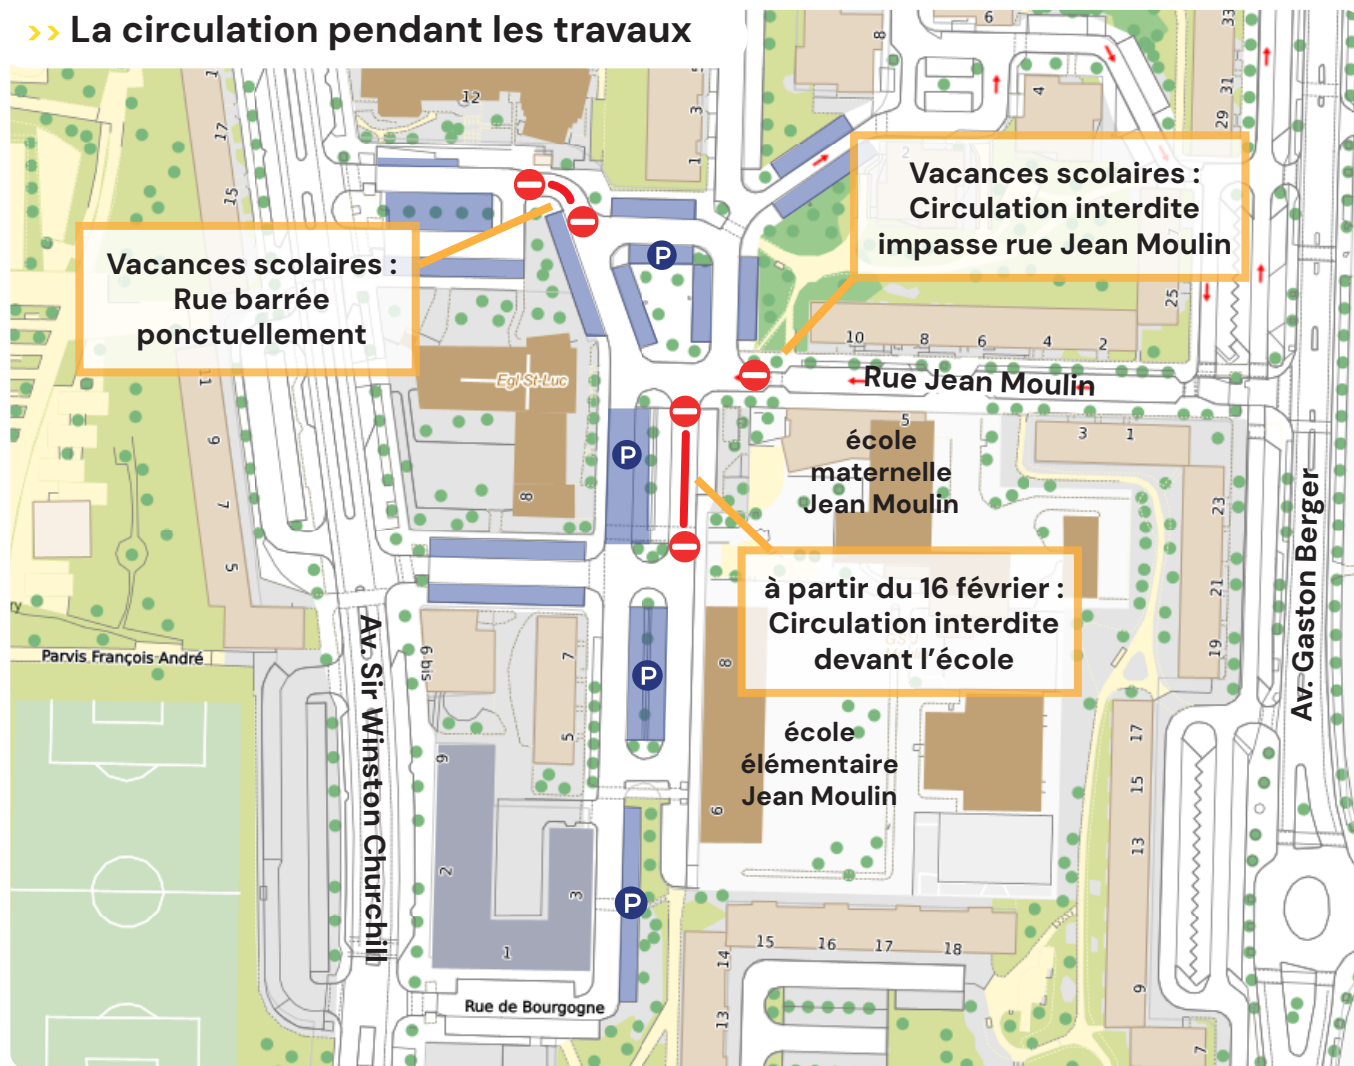 >> La circulation pendant les travaux
Vacances scolaires :
Circulation interdite
impasse rue Jean Moulin
Vacances scolaires :
Rue barrée
ponctuellement
à partir du 16 février :
Circulation interdite
devant l'école
Rue Jean Moulin
école
maternelle
Jean Moulin
école
élémentaire
Jean Moulin
Av. Sir Winston Churchill
Av. Gaston Berger
Parvis François André
Rue de Bourgogne
Egl St-Luc
P
P
P
P
12
17
15
11
9
7
5
3
1
8
6
4
2
33
31
29
25
10
8
6
4
2
5
3
1
23
21
19
17
15
13
9
7
8
6 bis
7
5
9
2
3
1
8
6
15
16
17
18
14
13